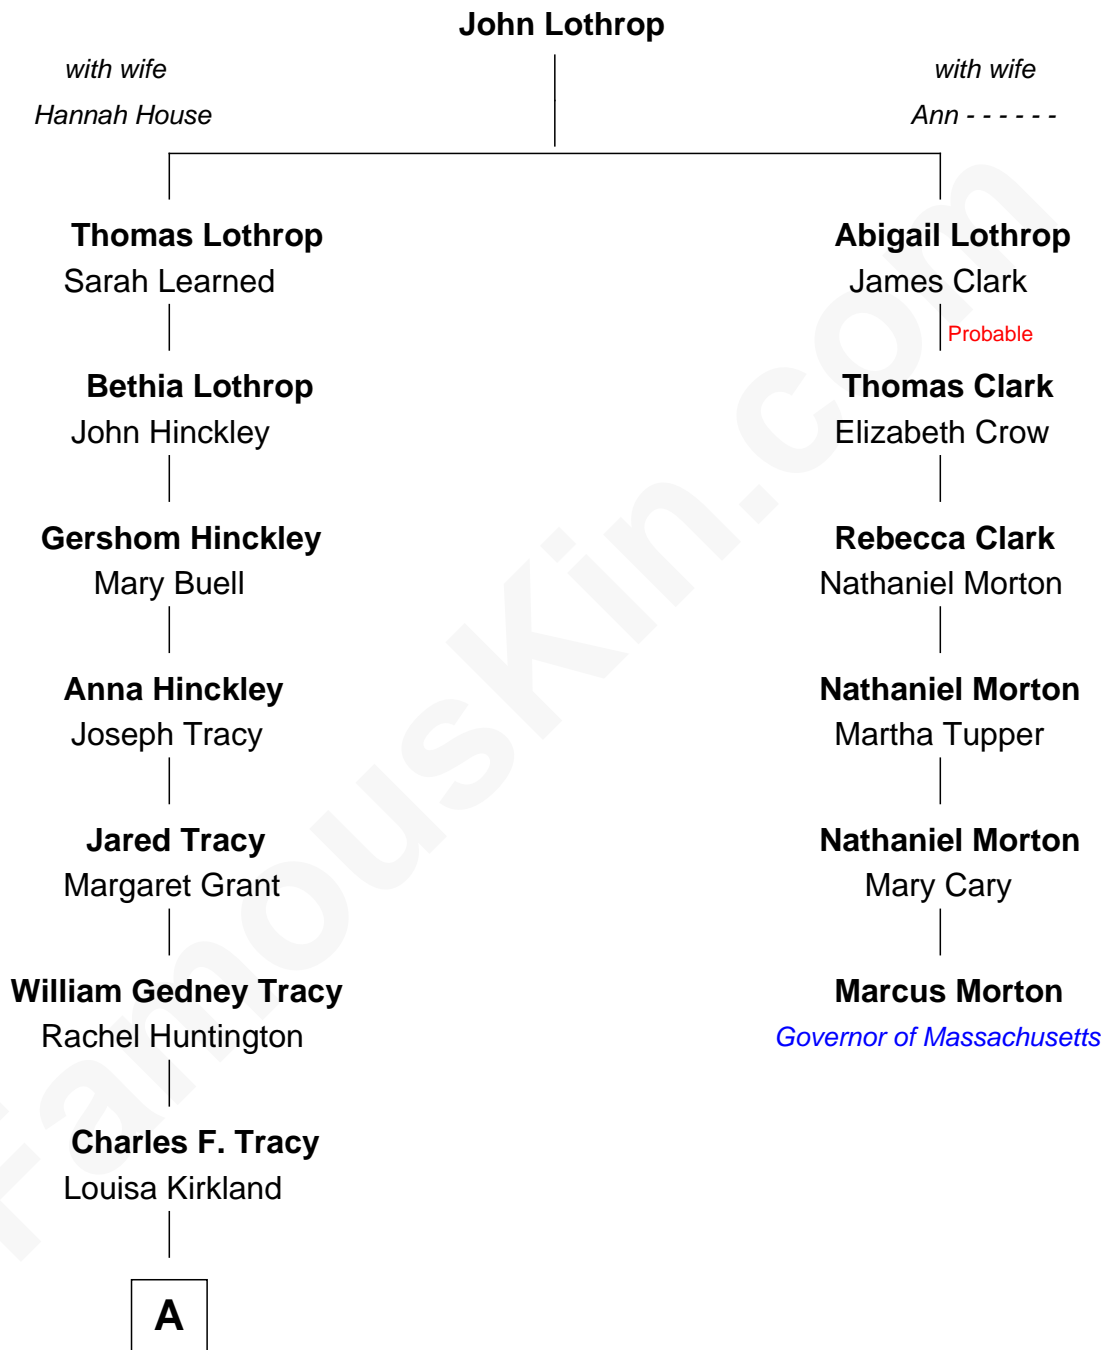 John Lothrop
with wife
Hannah House
with wife
Ann - - - - - -
Thomas Lothrop
Sarah Learned
Abigail Lothrop
James Clark
Probable
Bethia Lothrop
John Hinckley
Thomas Clark
Elizabeth Crow
Gershom Hinckley
Mary Buell
Rebecca Clark
Nathaniel Morton
Anna Hinckley
Joseph Tracy
Nathaniel Morton
Martha Tupper
Jared Tracy
Margaret Grant
Nathaniel Morton
Mary Cary
William Gedney Tracy
Rachel Huntington
Marcus Morton
Governor of Massachusetts
Charles F. Tracy
Louisa Kirkland
A
FamousKin.com